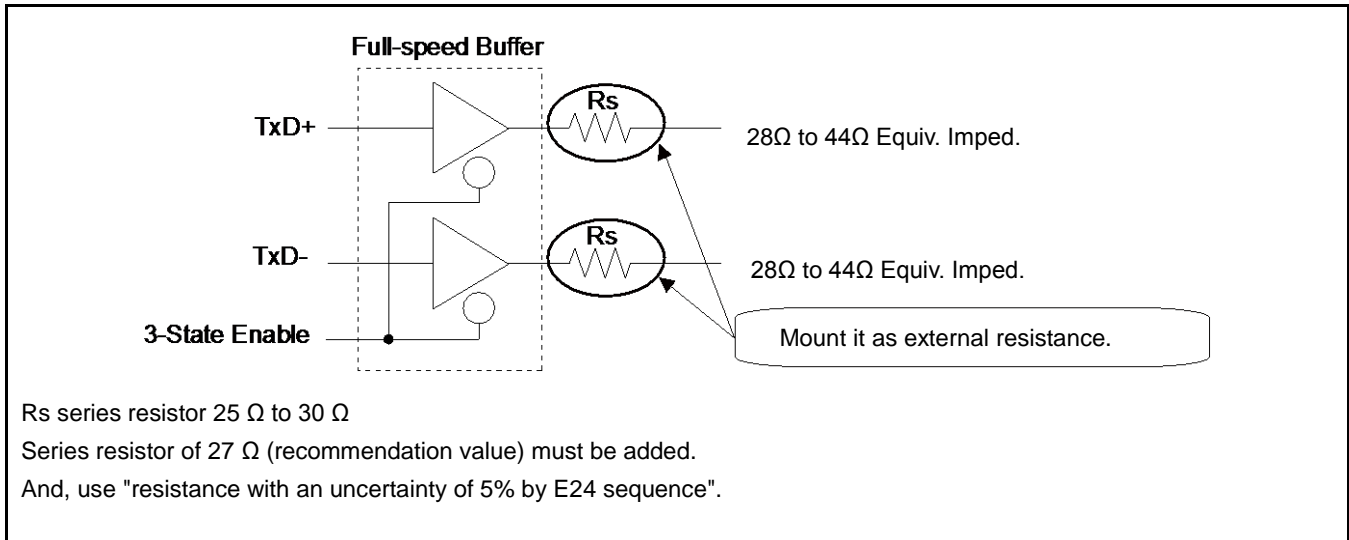 Full-speed Buffer
Rs
TxD+
28Ω to 44Ω Equiv. Imped.
Rs
TxD-
28Ω to 44Ω Equiv. Imped.
3-State Enable
Mount it as external resistance.
Rs series resistor 25 Ω to 30 Ω
Series resistor of 27 Ω (recommendation value) must be added.
And, use "resistance with an uncertainty of 5% by E24 sequence".